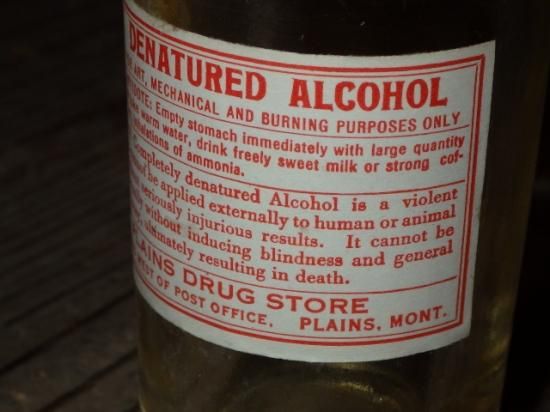 DENATURED ALCOHOL
ART, MECHANICAL AND BURNING PURPOSES ONLY
Empty stomach immediately with large quantity
warm water, drink freely sweet milk or strong cof-
of ammonia.
Completely denatured Alcohol is a violent
be applied externally to human or animal
seriously injurious results. It cannot be
without inducing blindness and general
ultimately resulting in death.
PLAINS DRUG STORE
WEST OF POST OFFICE, PLAINS, MONT.